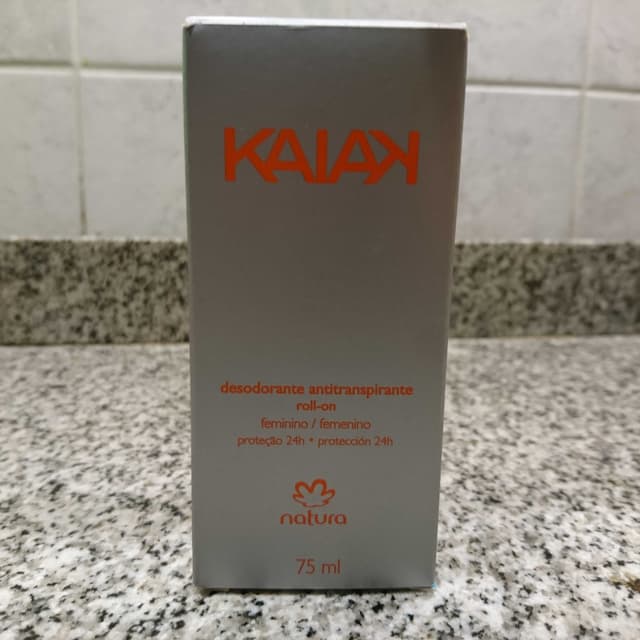 KAIAK
desodorante antitranspirante
roll-on
feminino / femenino
proteção 24h • protección 24h
natura
75 ml